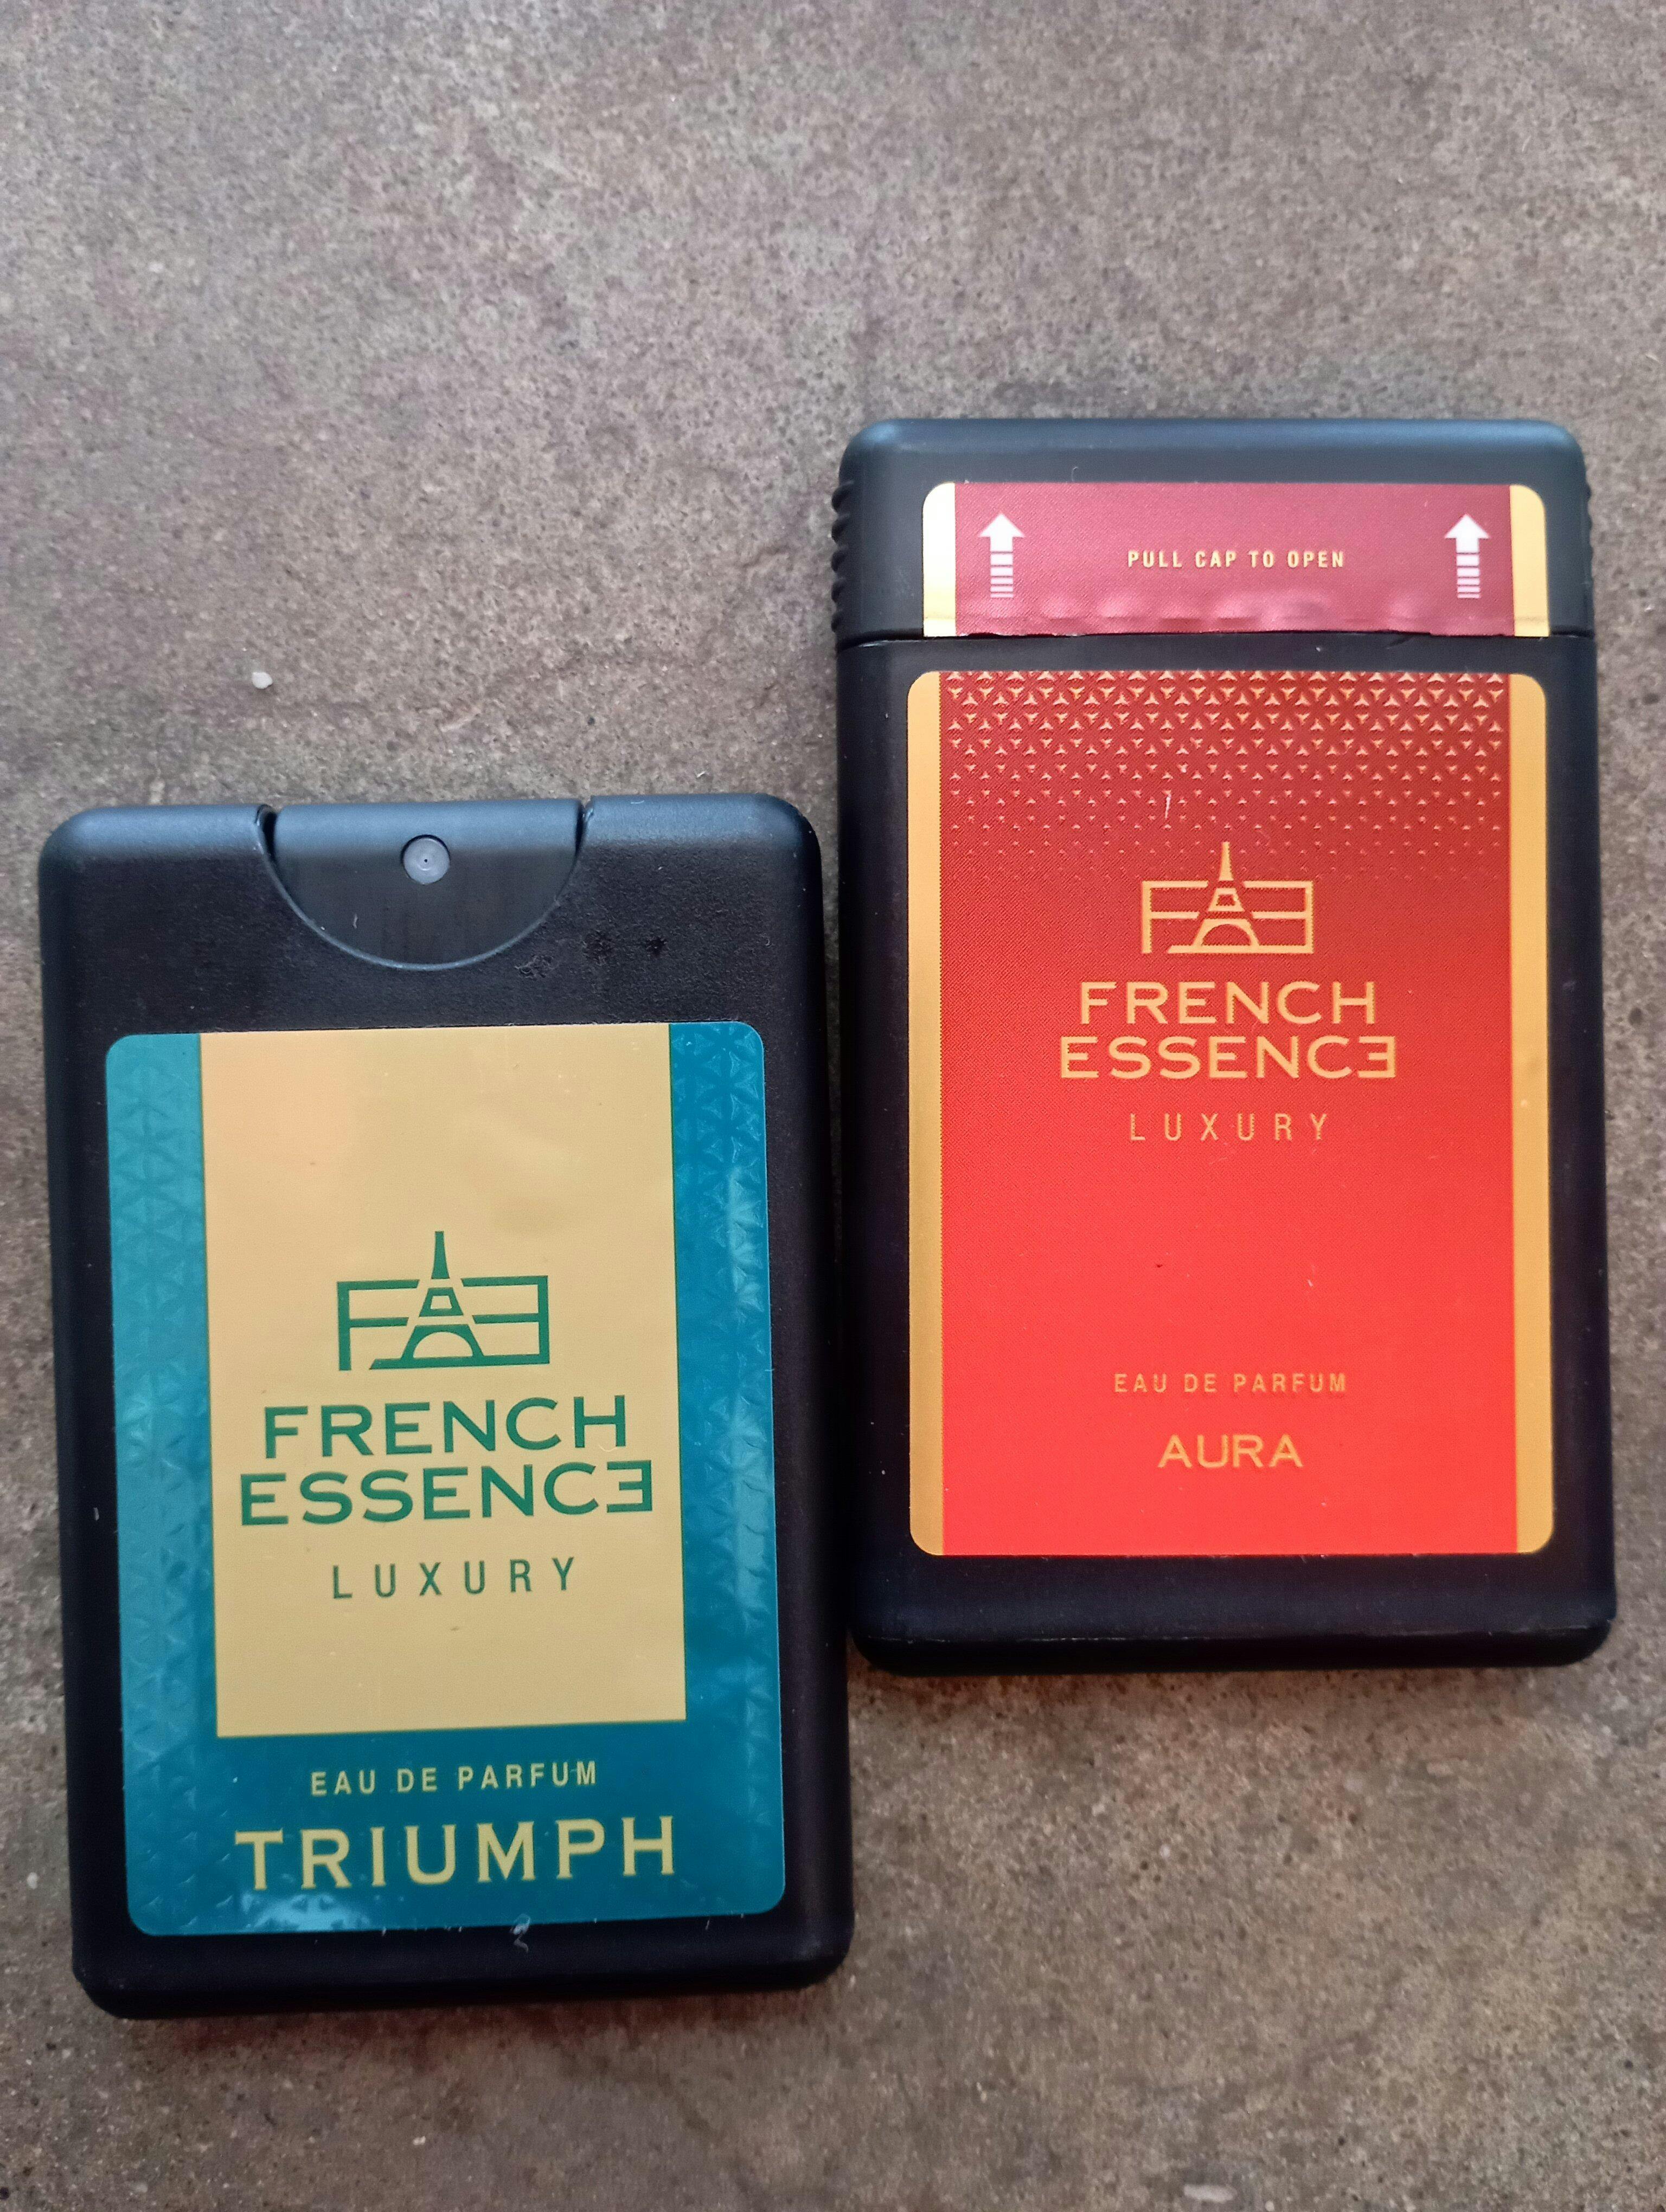 FRENCH
ESSENCE
LUXURY
EAU DE PARFUM
TRIUMPH
PULL CAP TO OPEN
FRENCH
ESSENCE
LUXURY
EAU DE PARFUM
AURA